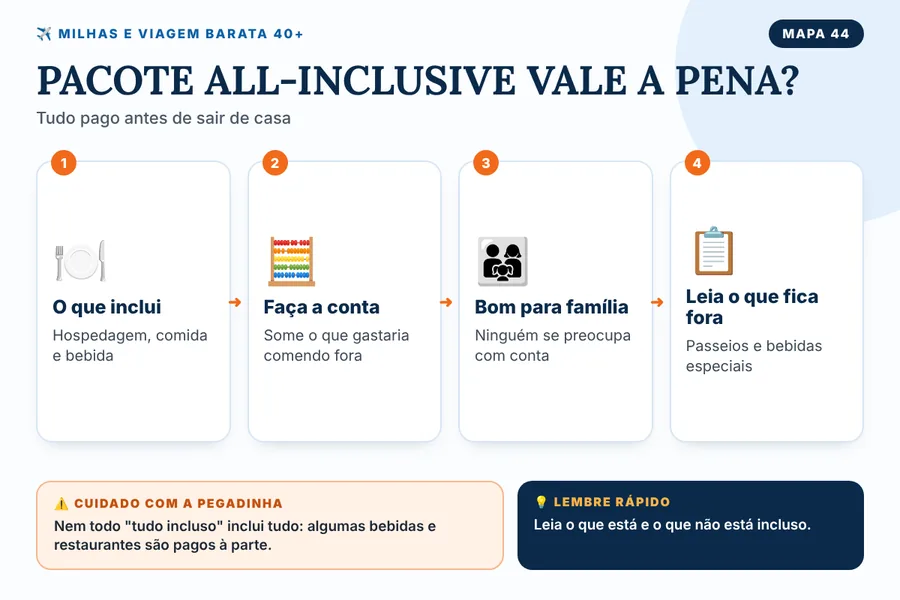 ✈️ MILHAS E VIAGEM BARATA 40+
MAPA 44
PACOTE ALL-INCLUSIVE VALE A PENA?
Tudo pago antes de sair de casa
1
O que inclui
Hospedagem, comida
e bebida
➜
2
Faça a conta
Some o que gastaria
comendo fora
➜
3
Bom para família
Ninguém se preocupa
com conta
➜
4
Leia o que fica
fora
Passeios e bebidas
especiais
⚠️ CUIDADO COM A PEGADINHA
Nem todo "tudo incluso" inclui tudo: algumas bebidas e
restaurantes são pagos à parte.
💡 LEMBRE RÁPIDO
Leia o que está e o que não está incluso.